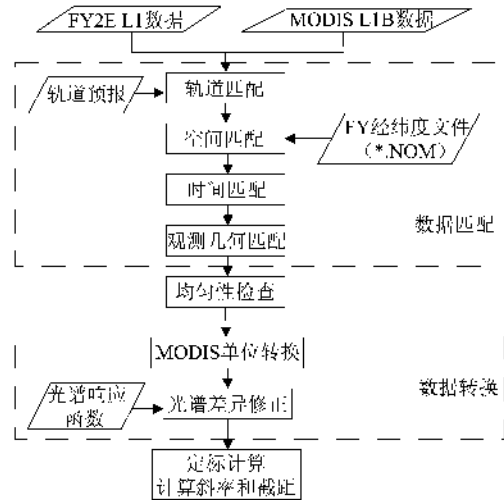 FY2E L1数据
MODIS L1B数据
轨道预报
轨道匹配
空间匹配
FY经纬度文件
（*.NOM）
时间匹配
观测几何匹配
数据匹配
均匀性检查
MODIS单位转换
数据转换
光谱响应
函数
光谱差异修正
定标计算
计算斜率和截距